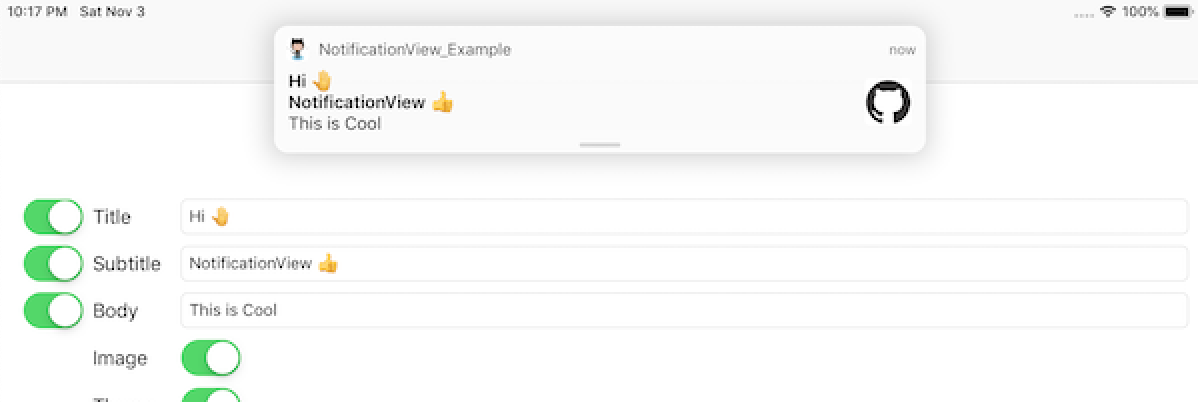 10:17 PM Sat Nov 3
100%
NotificationView_Example
now
Hi 🤚
NotificationView 👍
This is Cool
Title
Hi 🤚
Subtitle
NotificationView 👍
Body
This is Cool
Image